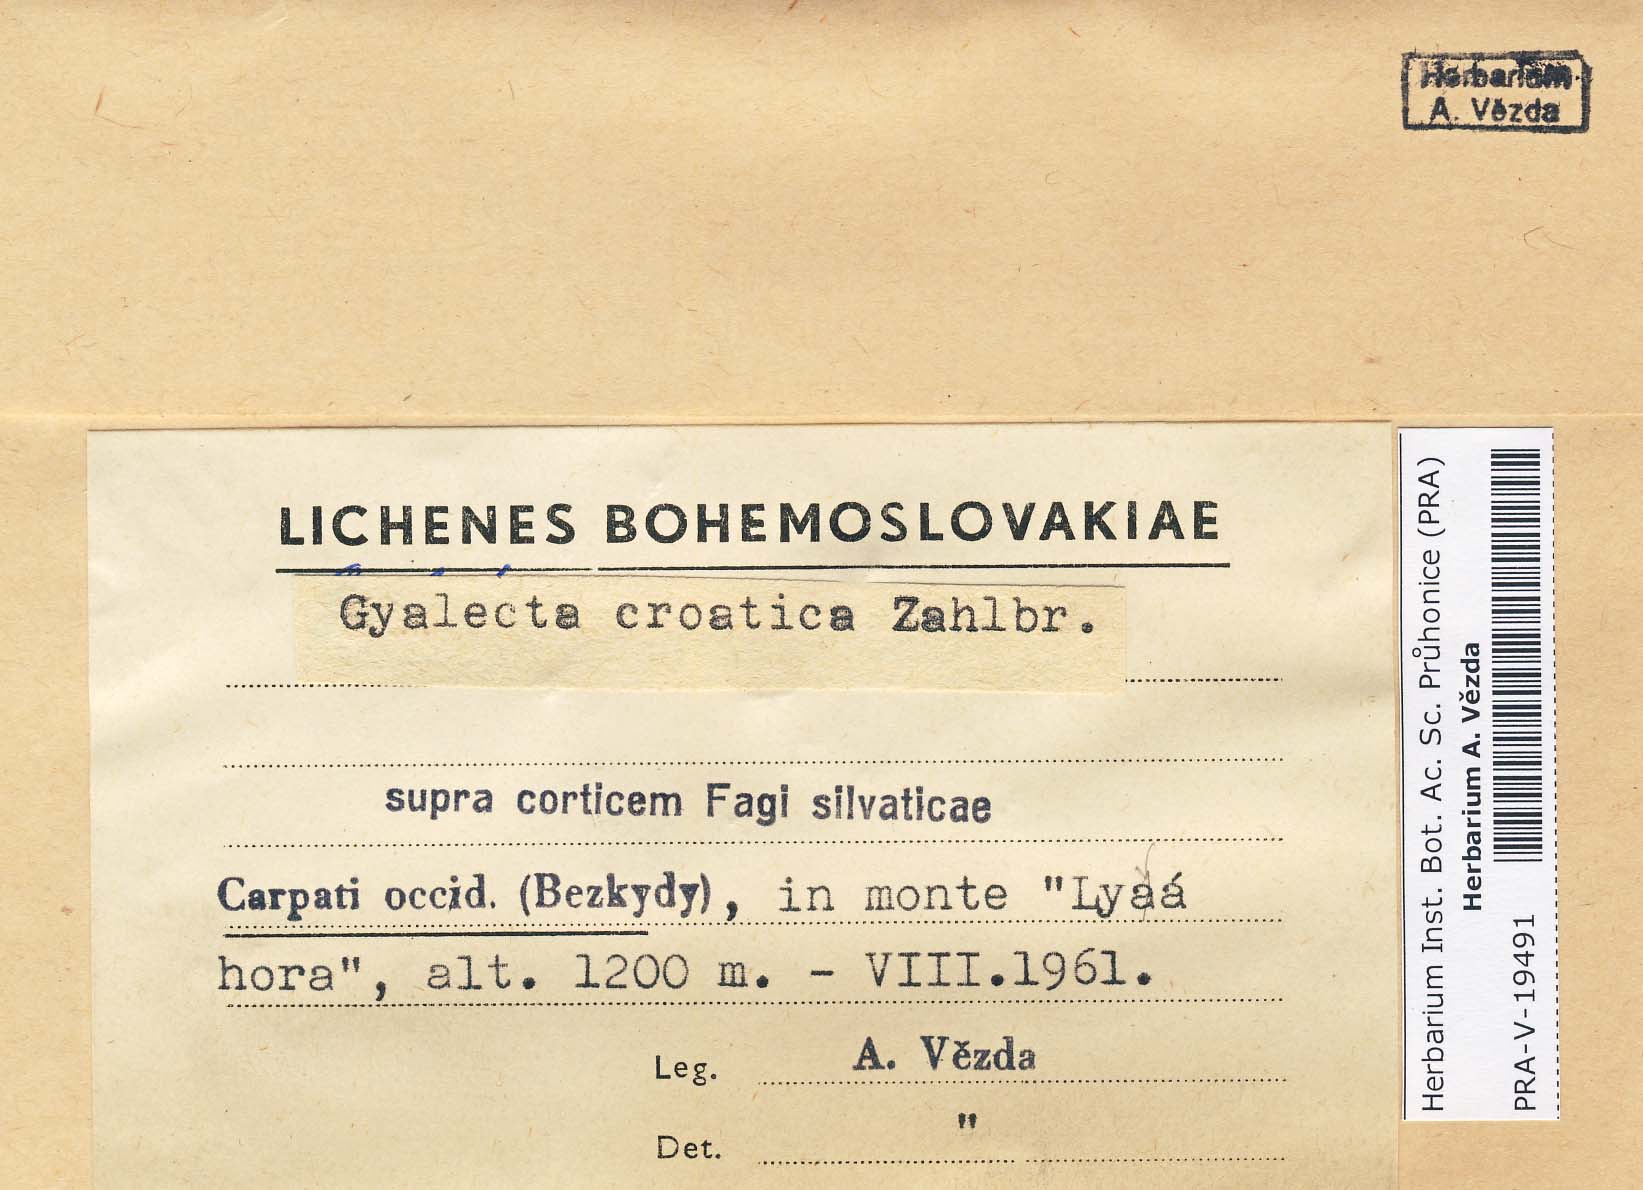 Herbarium
A. Vězda
LICHENES BOHEMOSLOVAKIAE
Gyalecta croatica Zahlbr.
supra corticem Fagi silvaticae
Carpati occid. (Bezkydy), in monte "Lyaá
hora", alt. 1200 m. - VIII.1961.
Leg. A. Vězda
Det. "
Herbarium Inst. Bot. Ac. Sc. Průhonice (PRA)
Herbarium A. Vězda
PRA-V-19491